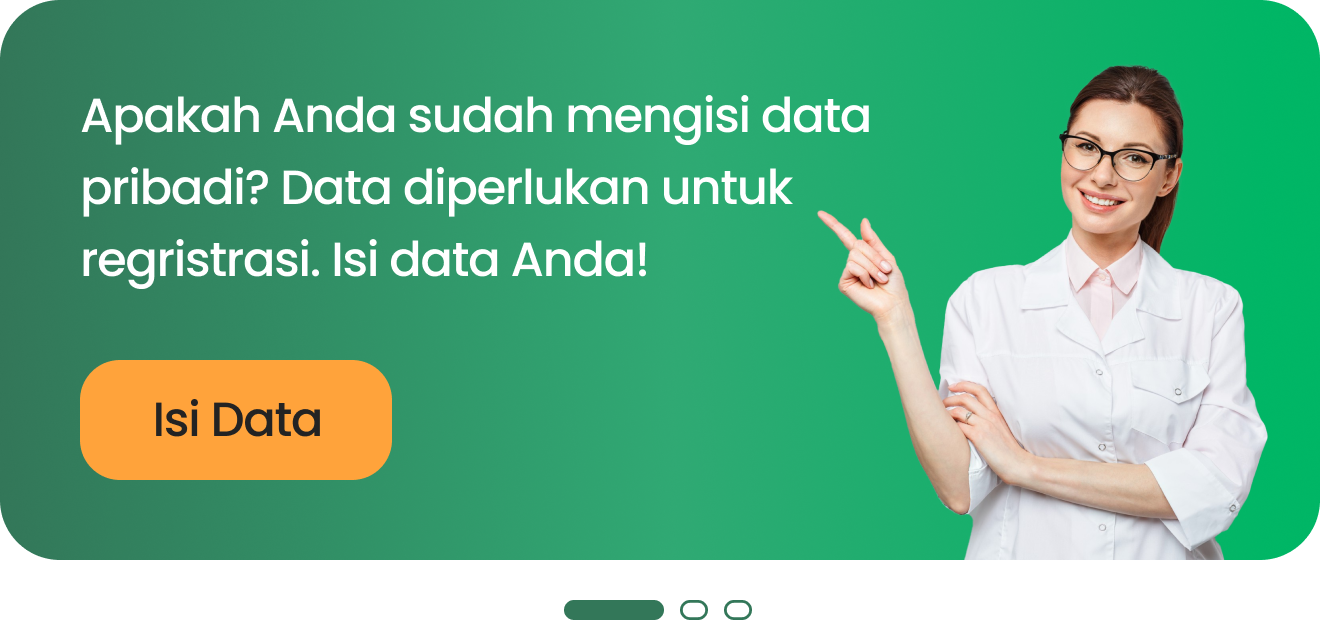 Apakah Anda sudah mengisi data
pribadi? Data diperlukan untuk
regristrasi. Isi data Anda!
Isi Data